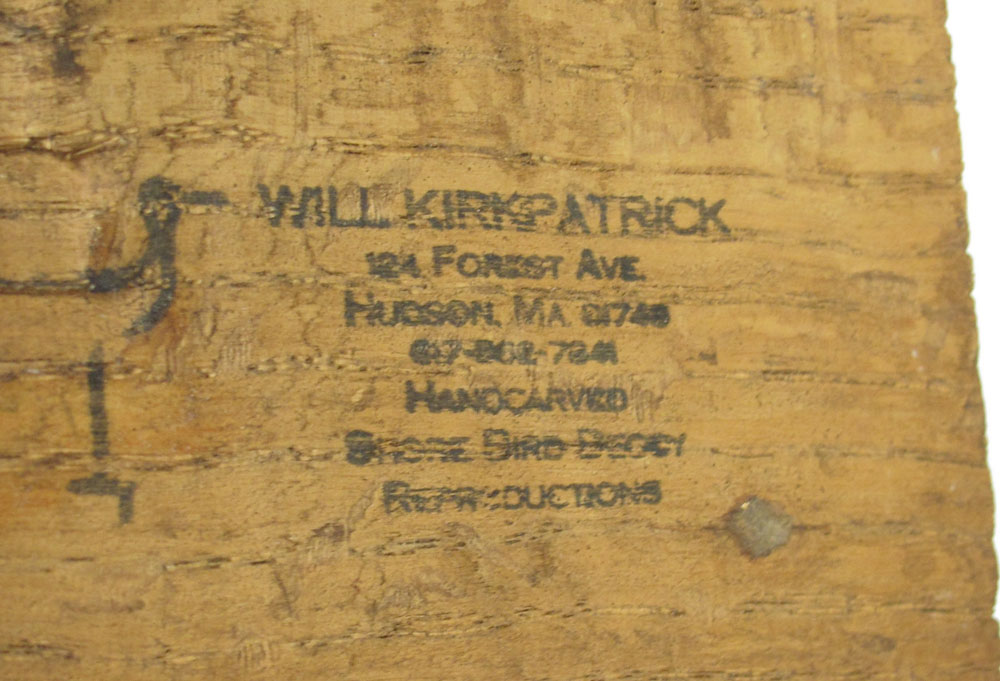 WILL KIRKPATRICK
124 FOREST AVE.
HUDSON, MA. 01749
HANDCARVED
SHORE BIRD DECOY
REPRODUCTIONS